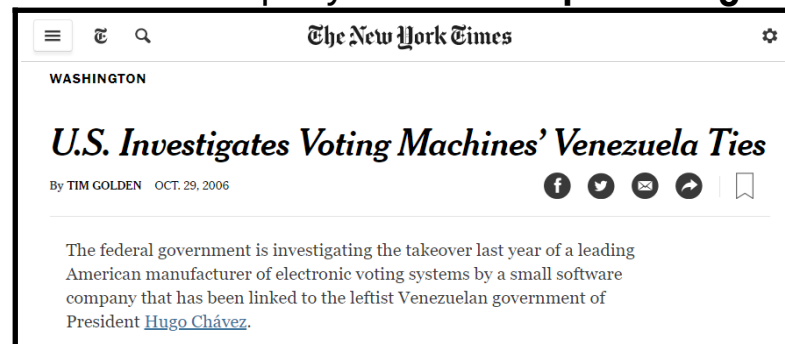 The New York Times
WASHINGTON
U.S. Investigates Voting Machines' Venezuela Ties
By TIM GOLDEN OCT. 29, 2006
The federal government is investigating the takeover last year of a leading
American manufacturer of electronic voting systems by a small software
company that has been linked to the leftist Venezuelan government of
President Hugo Chávez.